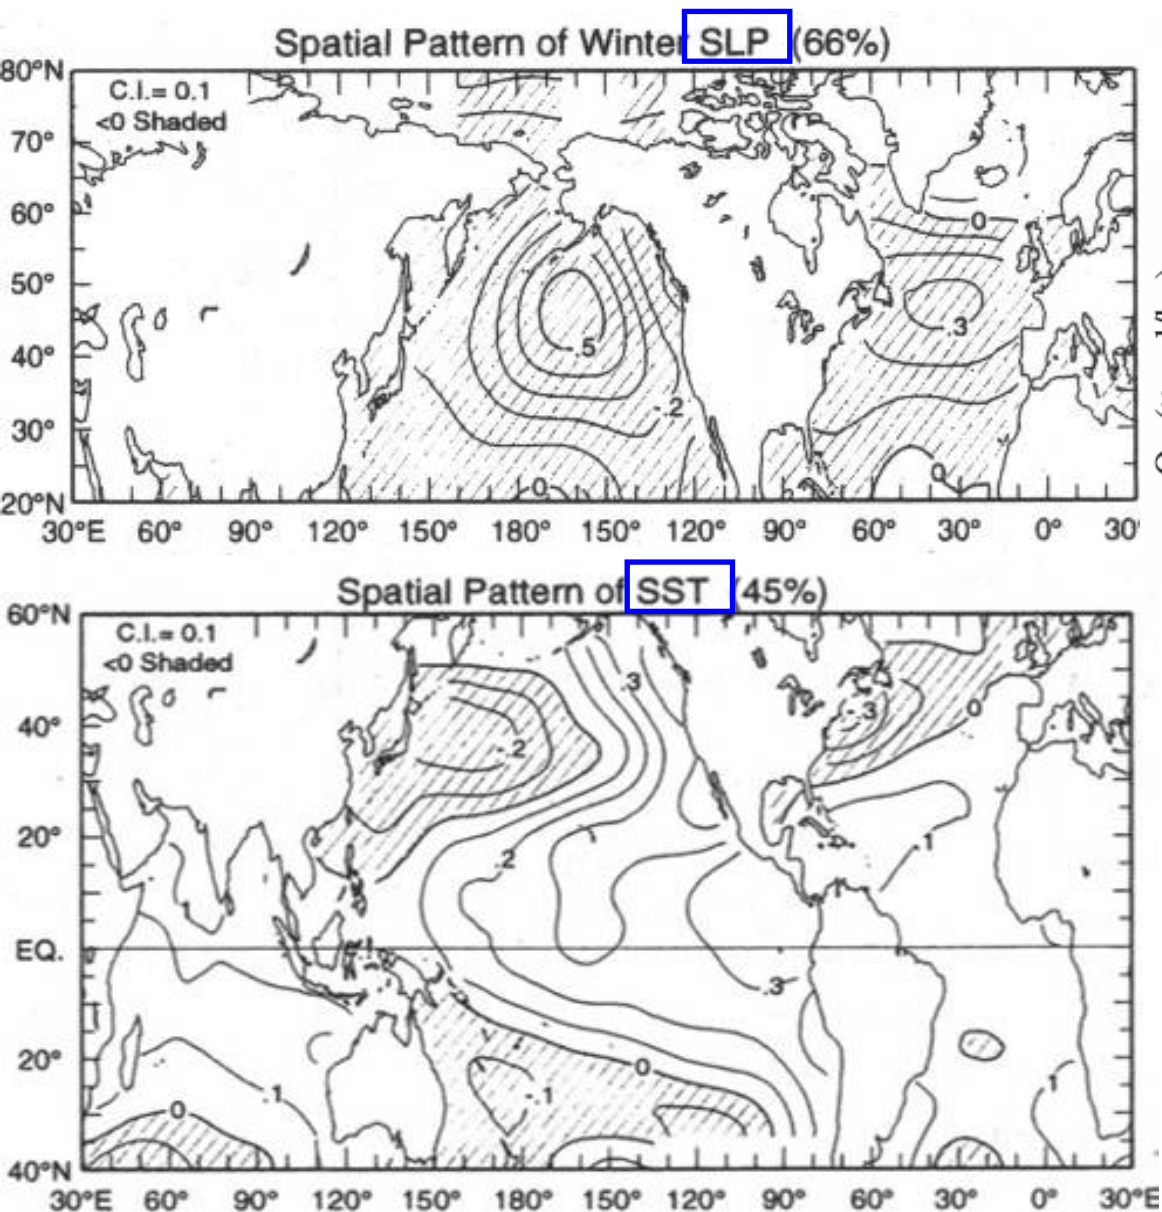 Spatial Pattern of Winter SLP (66%)
80°N
C.I.= 0.1
<0 Shaded
.1
70°
60°
0
50°
-.5
.3
40°
-.2
30°
0
0
20°N
30°E 60° 90° 120° 150° 180° 150° 120° 90° 60° 30° 0° 30°
Spatial Pattern of SST (45%)
60°N
C.I.= 0.1
<0 Shaded
.3
-.3
0
40°
-.2
20°
.2
.1
EQ.
.3
20°
0
-.1
.1
1
0
40°N
30°E 60° 90° 120° 150° 180° 150° 120° 90° 60° 30° 0° 30°E